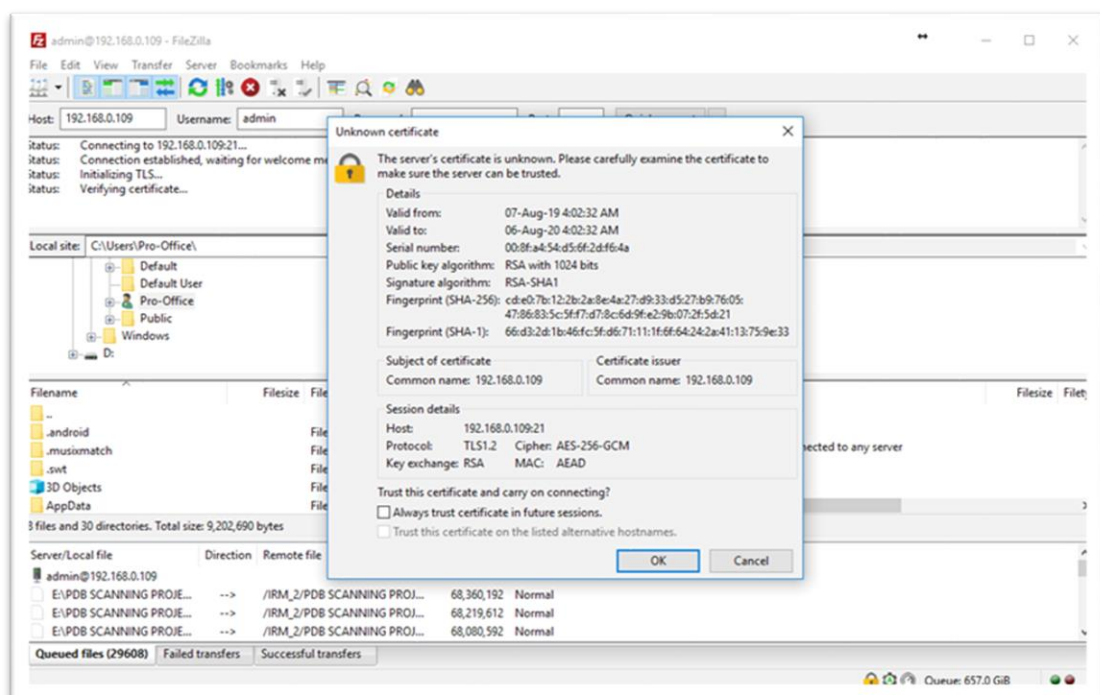 admin@192.168.0.109 - FileZilla
File Edit View Transfer Server Bookmarks Help
Host: 192.168.0.109 Username: admin
Status: Connecting to 192.168.0.109:21...
Status: Connection established, waiting for welcome me
Status: Initializing TLS...
Status: Verifying certificate...
Local site: C:\Users\Pro-Office\
Default
Default User
Pro-Office
Public
Windows
D:
Filename Filesize File
..
.android File
.musixmatch File
.swt File
3D Objects File
AppData File
3 files and 30 directories. Total size: 9,202,690 bytes
Filesize Filety
nected to any server
Unknown certificate
The server's certificate is unknown. Please carefully examine the certificate to
make sure the server can be trusted.
Details
Valid from: 07-Aug-19 4:02:32 AM
Valid to: 06-Aug-20 4:02:32 AM
Serial number: 00:8f:a4:54:d5:6f:2d:f6:4a
Public key algorithm: RSA with 1024 bits
Signature algorithm: RSA-SHA1
Fingerprint (SHA-256): cd:e0:7b:12:2b:2a:8e:4a:27:d9:33:d5:27:b9:76:05:
47:86:83:5c:5f:f7:d7:8c:6d:9f:e2:9b:07:2f:5d:21
Fingerprint (SHA-1): 66:d3:2d:1b:46:fc:5f:d6:71:11:1f:6f:64:24:2a:41:13:75:9e:33
Subject of certificate
Common name: 192.168.0.109
Certificate issuer
Common name: 192.168.0.109
Session details
Host: 192.168.0.109:21
Protocol: TLS1.2 Cipher: AES-256-GCM
Key exchange: RSA MAC: AEAD
Trust this certificate and carry on connecting?
Always trust certificate in future sessions.
Trust this certificate on the listed alternative hostnames.
OK Cancel
Server/Local file Direction Remote file
admin@192.168.0.109
E:\PDB SCANNING PROJE... --> /IRM_2/PDB SCANNING PROJ... 68,360,192 Normal
E:\PDB SCANNING PROJE... --> /IRM_2/PDB SCANNING PROJ... 68,219,612 Normal
E:\PDB SCANNING PROJE... --> /IRM_2/PDB SCANNING PROJ... 68,080,592 Normal
Queued files (29608) Failed transfers Successful transfers
Queue: 657.0 GiB